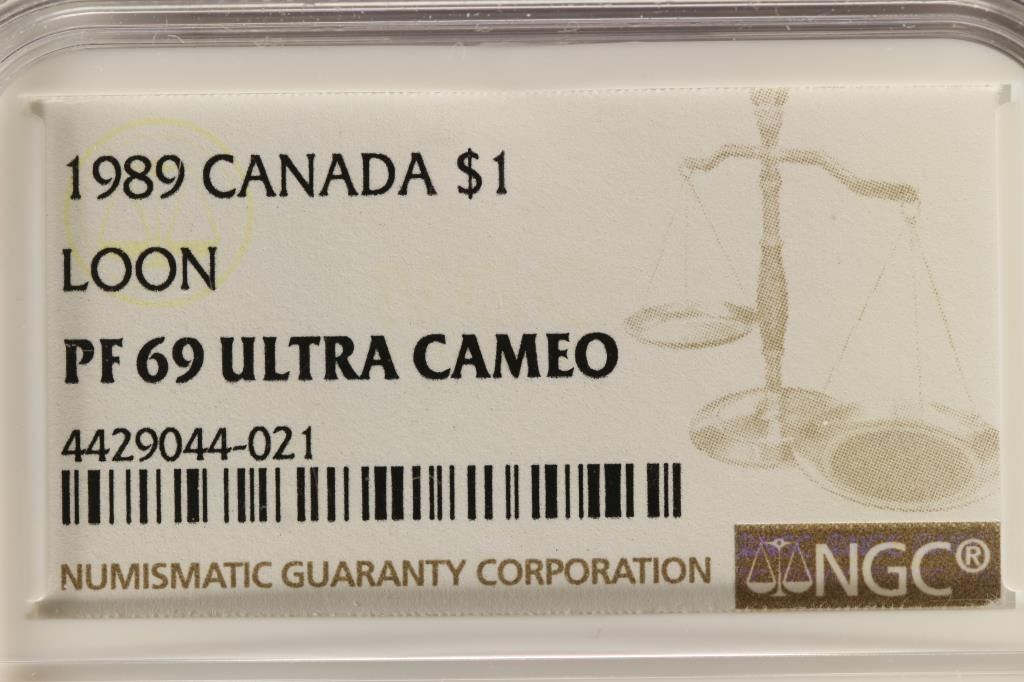 1989 CANADA $1
LOON
PF 69 ULTRA CAMEO
4429044-021
NUMISMATIC GUARANTY CORPORATION
NGC®